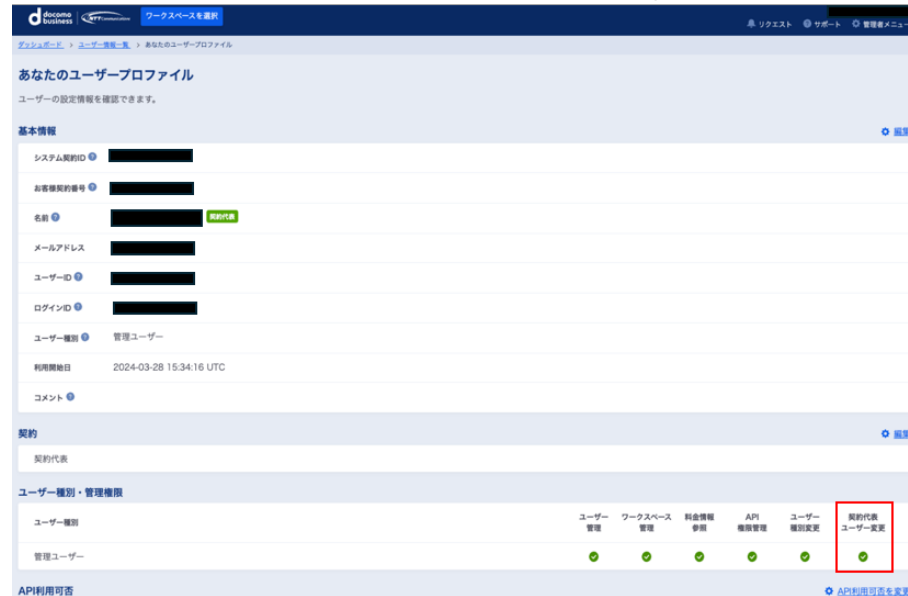 docomo business NTT Communications ワークスペースを選択
リクエスト サポート 管理者メニュー
ダッシュボード > ユーザー情報一覧 > あなたのユーザープロファイル
あなたのユーザープロファイル
ユーザーの設定情報を確認できます。
基本情報 編集
システム契約ID
お客様契約番号
名前 契約代表
メールアドレス
ユーザーID
ログインID
ユーザー種別 管理ユーザー
利用開始日 2024-03-28 15:34:16 UTC
コメント
契約 編集
契約代表
ユーザー種別・管理権限
ユーザー種別 ユーザー管理 ワークスペース管理 料金情報参照 API権限管理 ユーザー種別変更 契約代表ユーザー変更
管理ユーザー
API利用可否 API利用可否を変更